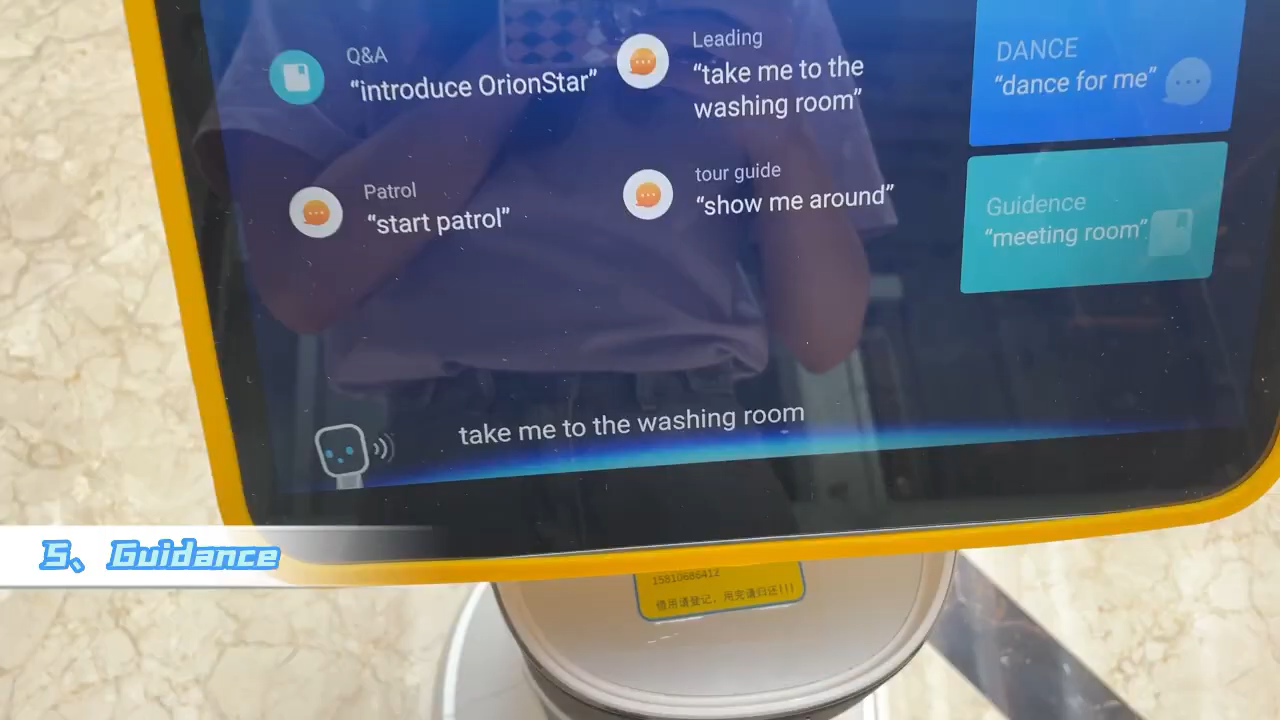 Q&A
“introduce OrionStar”
Leading
“take me to the
washing room”
DANCE
“dance for me”
Patrol
“start patrol”
tour guide
“show me around”
Guidence
“meeting room”
take me to the washing room
5、Guidance
15810686412
借用请登记，用完请归还!!!